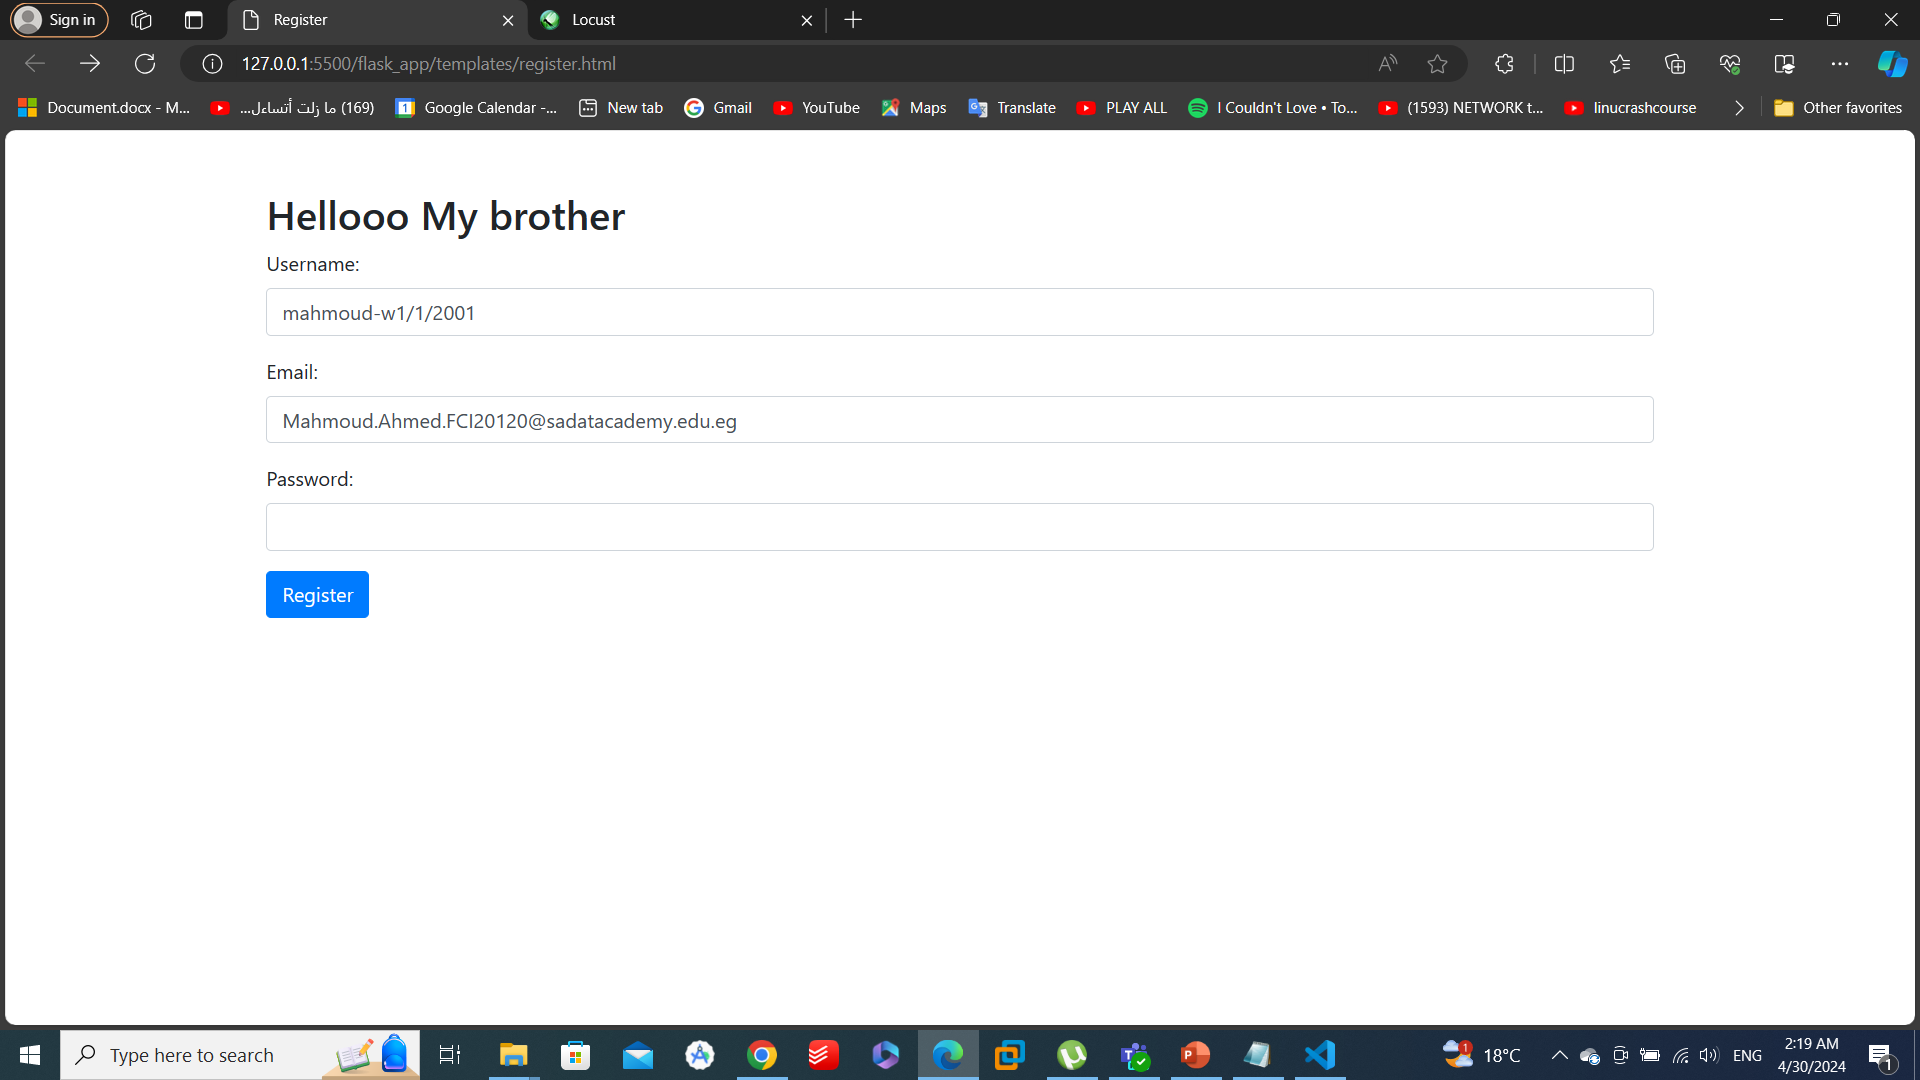 Sign in
Register
Locust
127.0.0.1:5500/flask_app/templates/register.html
Document.docx - M...
(169) ما زلت أتساءل...
Google Calendar -...
New tab
Gmail
YouTube
Maps
Translate
PLAY ALL
I Couldn't Love • To...
(1593) NETWORK t...
linucrashcourse
Other favorites
Hellooo My brother
Username:
mahmoud-w1/1/2001
Email:
Mahmoud.Ahmed.FCI20120@sadatacademy.edu.eg
Password:
Register
Type here to search
1
18°C
ENG
2:19 AM
4/30/2024
1